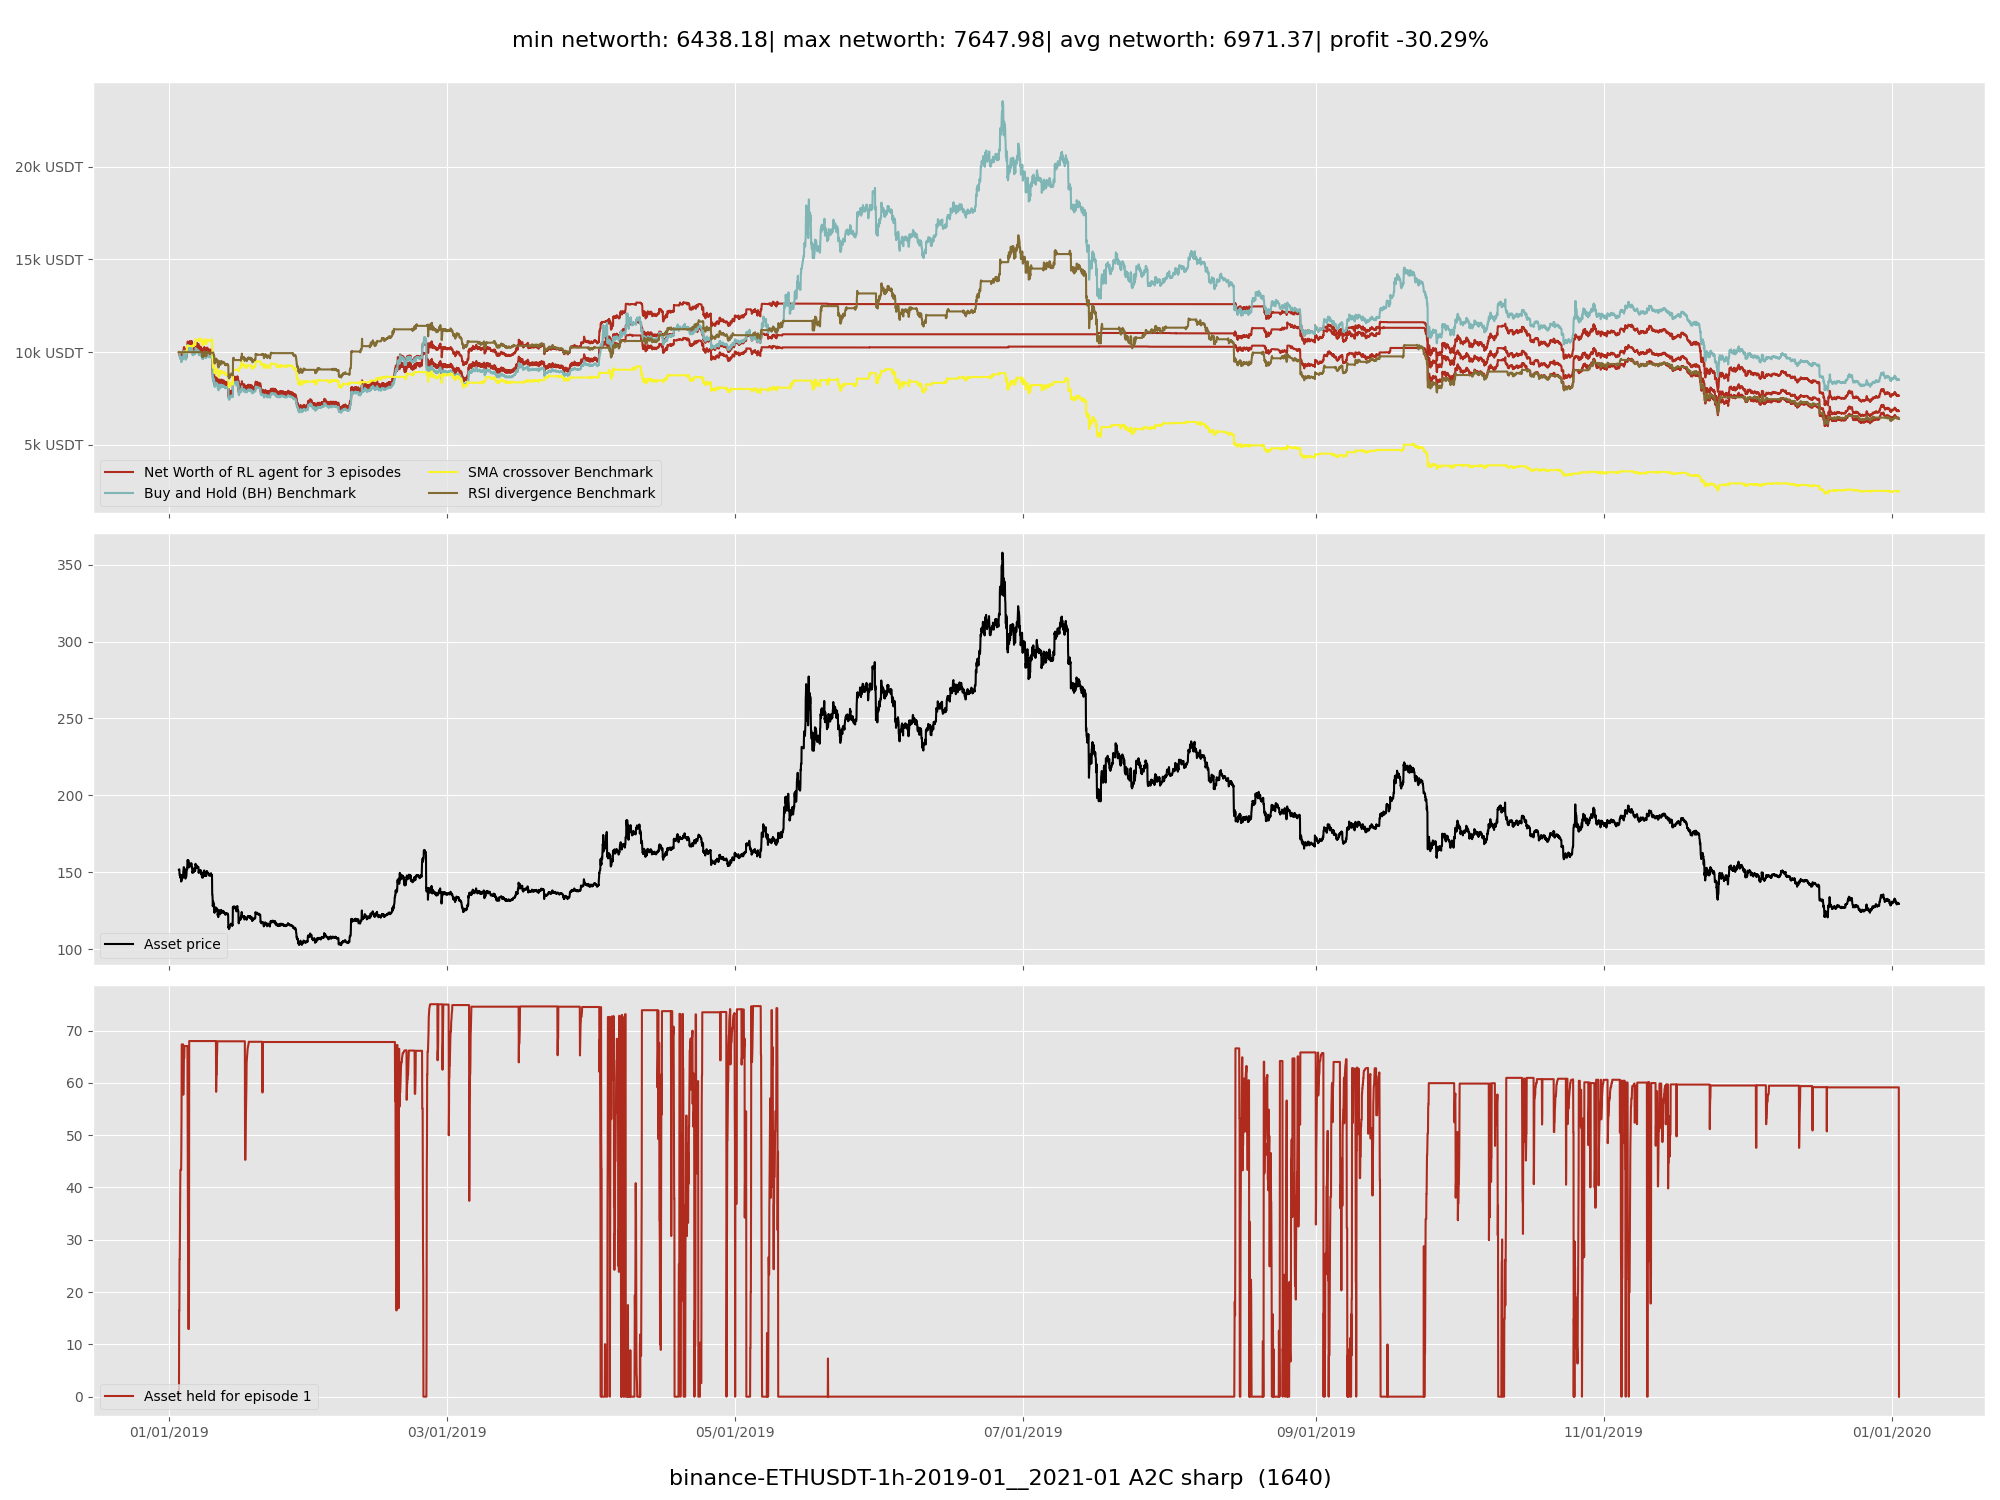 min networth: 6438.18| max networth: 7647.98| avg networth: 6971.37| profit -30.29%
20k USDT
15k USDT
10k USDT
5k USDT
Net Worth of RL agent for 3 episodes
Buy and Hold (BH) Benchmark
SMA crossover Benchmark
RSI divergence Benchmark
350
300
250
200
150
100
Asset price
70
60
50
40
30
20
10
0
Asset held for episode 1
01/01/2019 03/01/2019 05/01/2019 07/01/2019 09/01/2019 11/01/2019 01/01/2020
binance-ETHUSDT-1h-2019-01__2021-01 A2C sharp (1640)